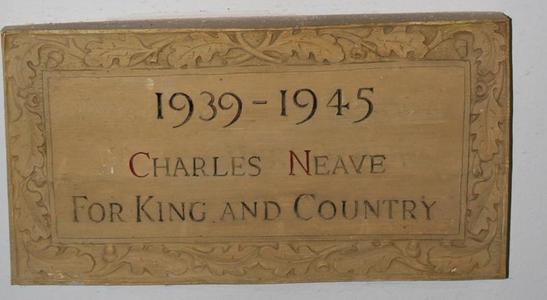 1939-1945
CHARLES NEAVE
FOR KING AND COUNTRY